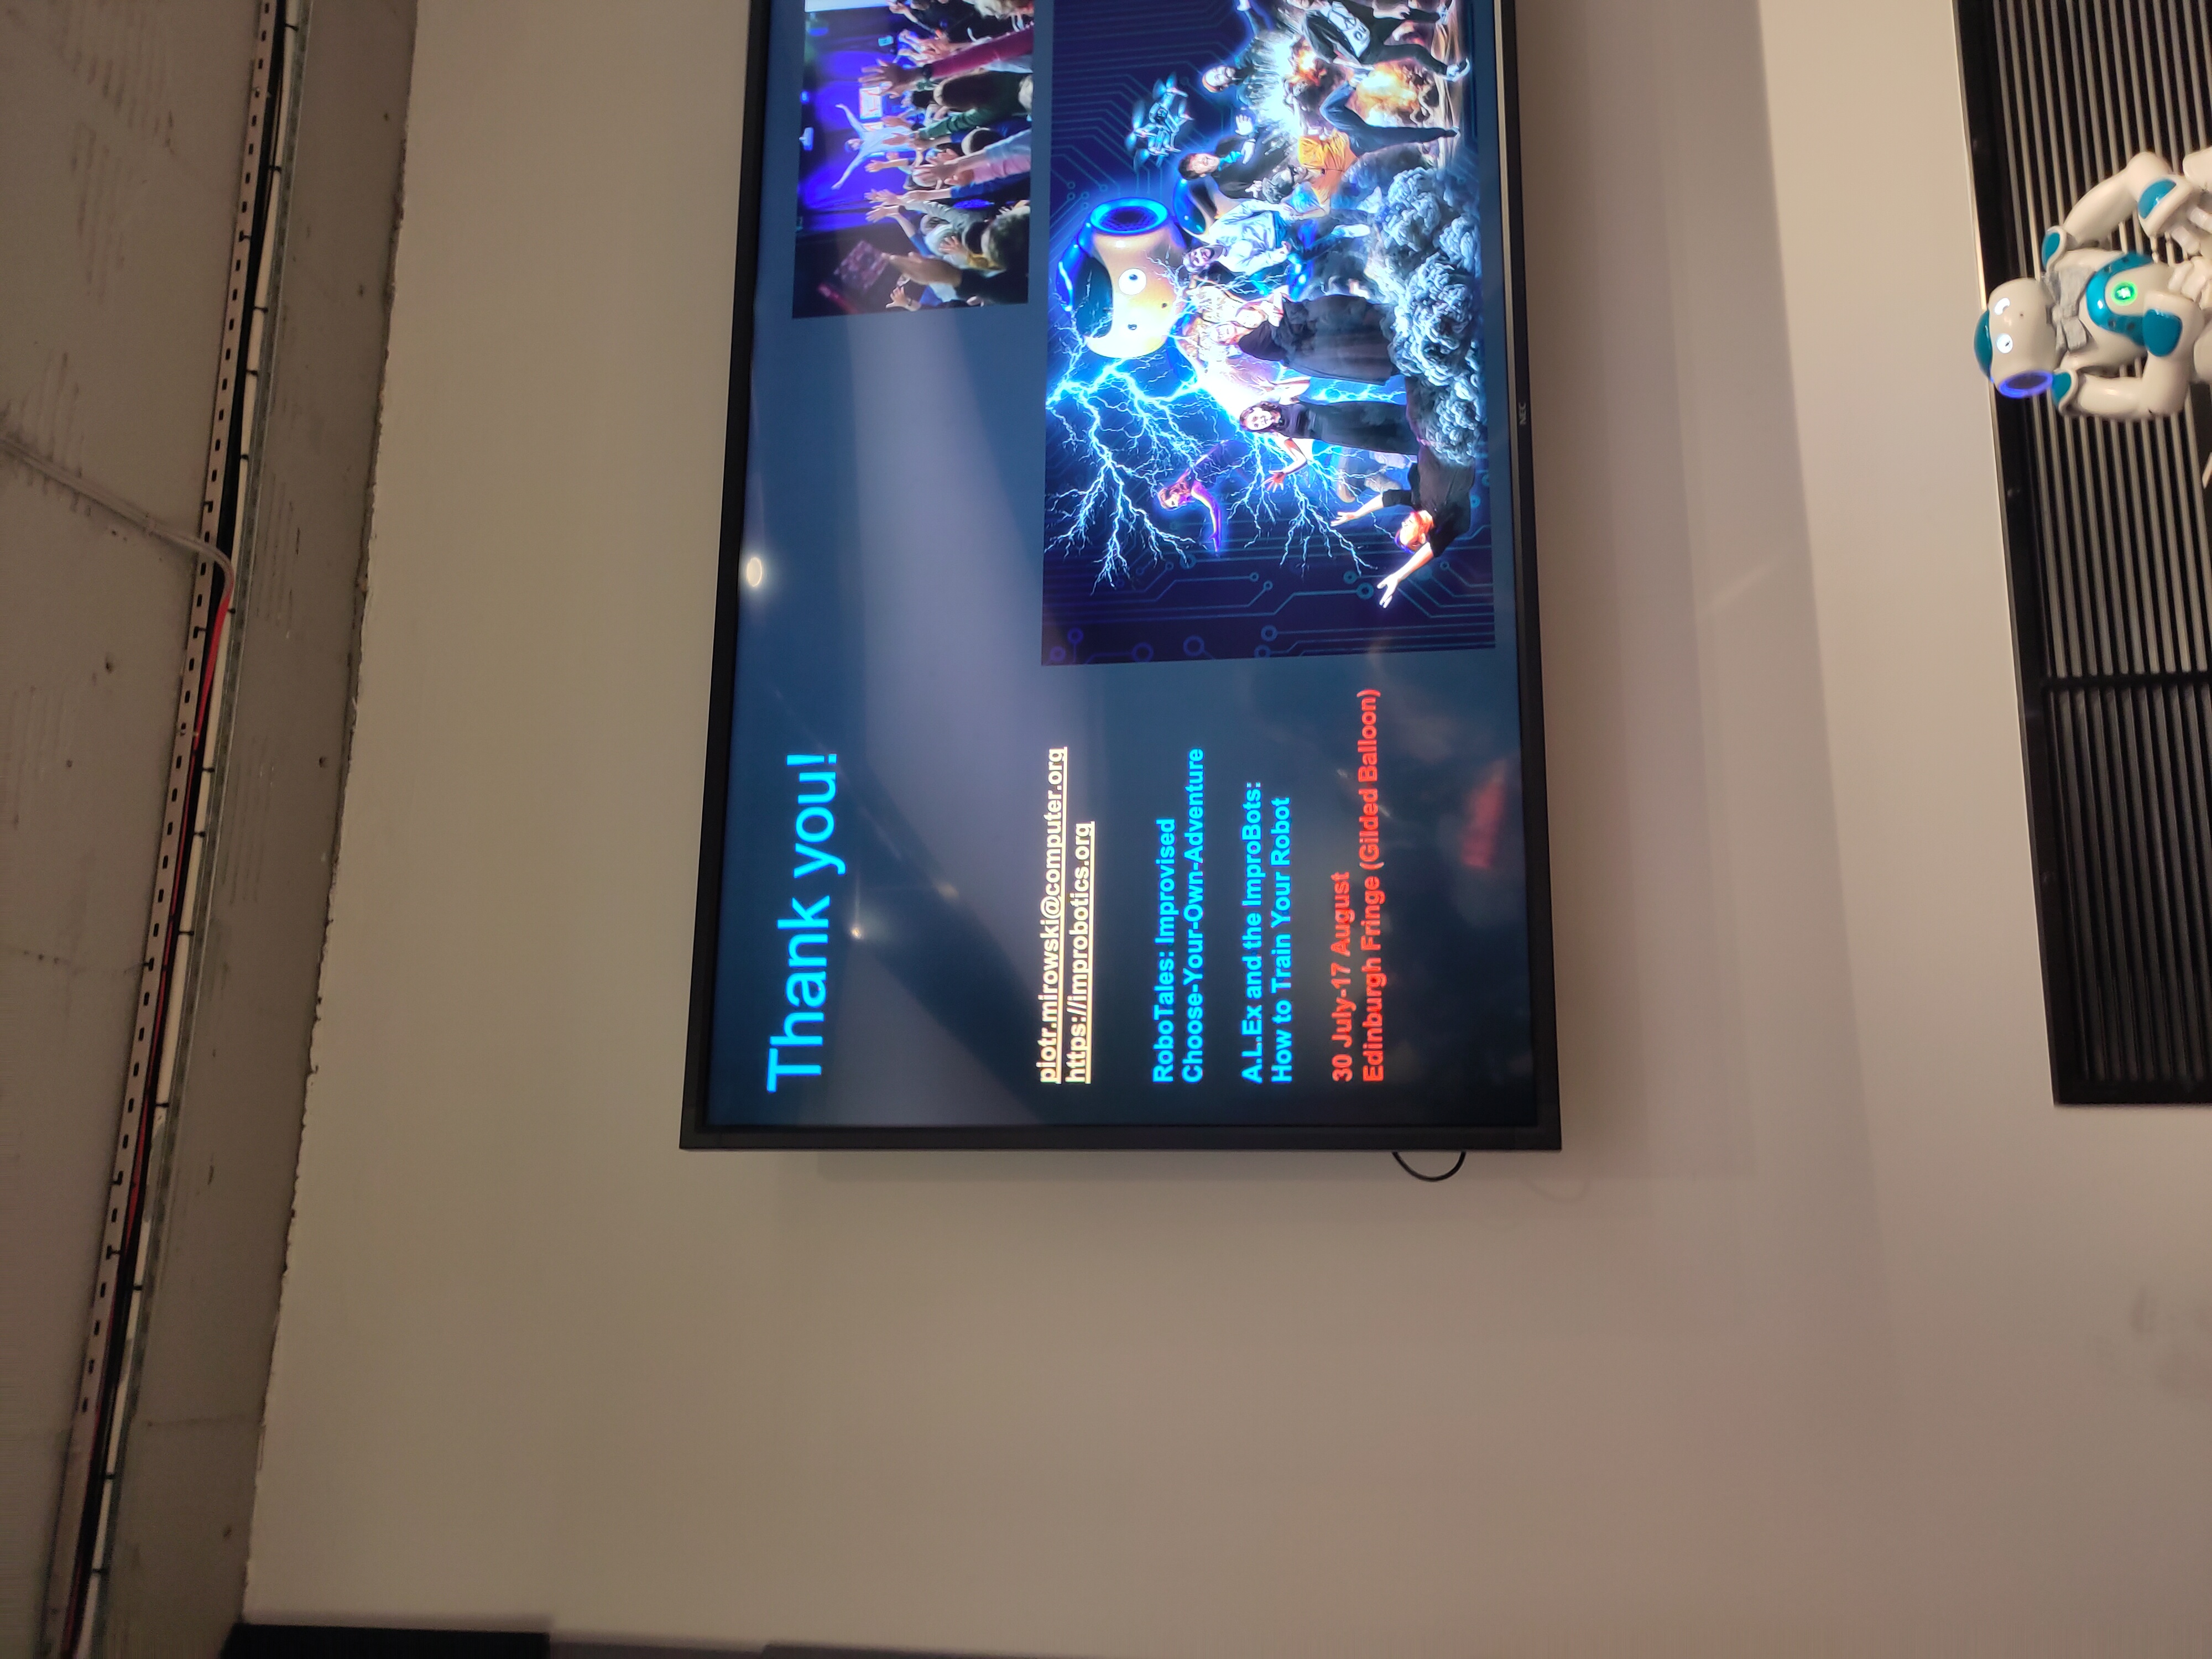 Thank you!
piotr.mirowski@computer.org
https://improbotics.org
RoboTales: Improvised
Choose-Your-Own-Adventure
A.L.Ex and the ImproBots:
How to Train Your Robot
30 July-17 August
Edinburgh Fringe (Gilded Balloon)
NEC